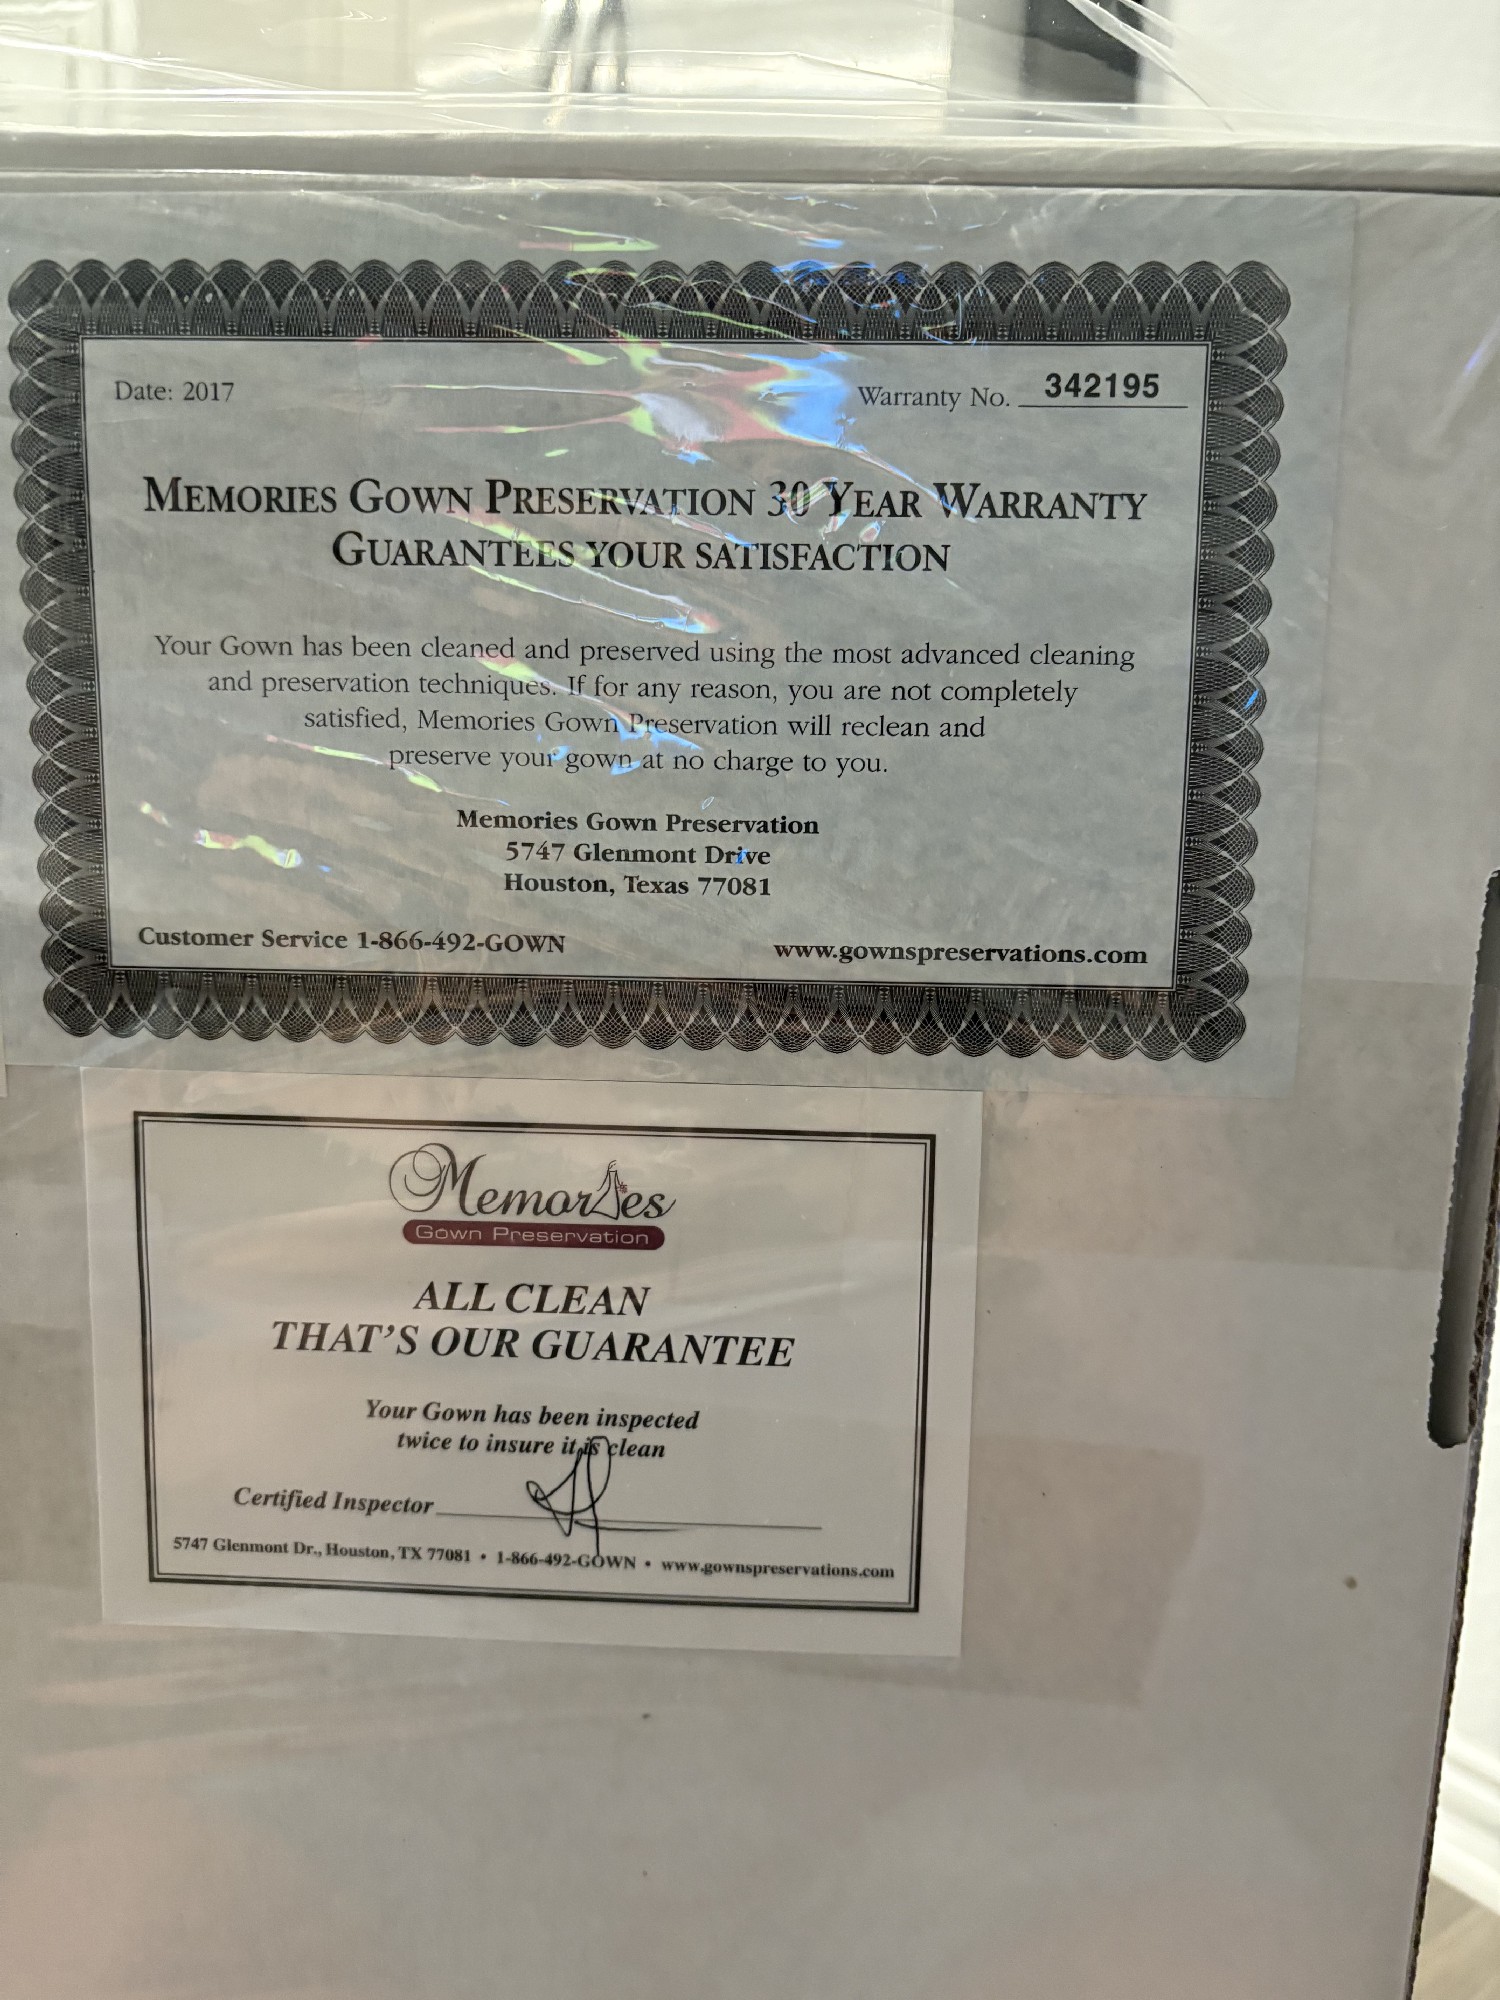 Date: 2017 Warranty No. 342195
MEMORIES GOWN PRESERVATION 30 YEAR WARRANTY
GUARANTEES YOUR SATISFACTION
Your Gown has been cleaned and preserved using the most advanced cleaning
and preservation techniques. If for any reason, you are not completely
satisfied, Memories Gown Preservation will reclean and
preserve your gown at no charge to you.
Memories Gown Preservation
5747 Glenmont Drive
Houston, Texas 77081
Customer Service 1-866-492-GOWN www.gownspreservations.com
Memories
Gown Preservation
ALL CLEAN
THAT'S OUR GUARANTEE
Your Gown has been inspected
twice to insure it is clean
Certified Inspector
5747 Glenmont Dr., Houston, TX 77081 • 1-866-492-GOWN • www.gownspreservations.com